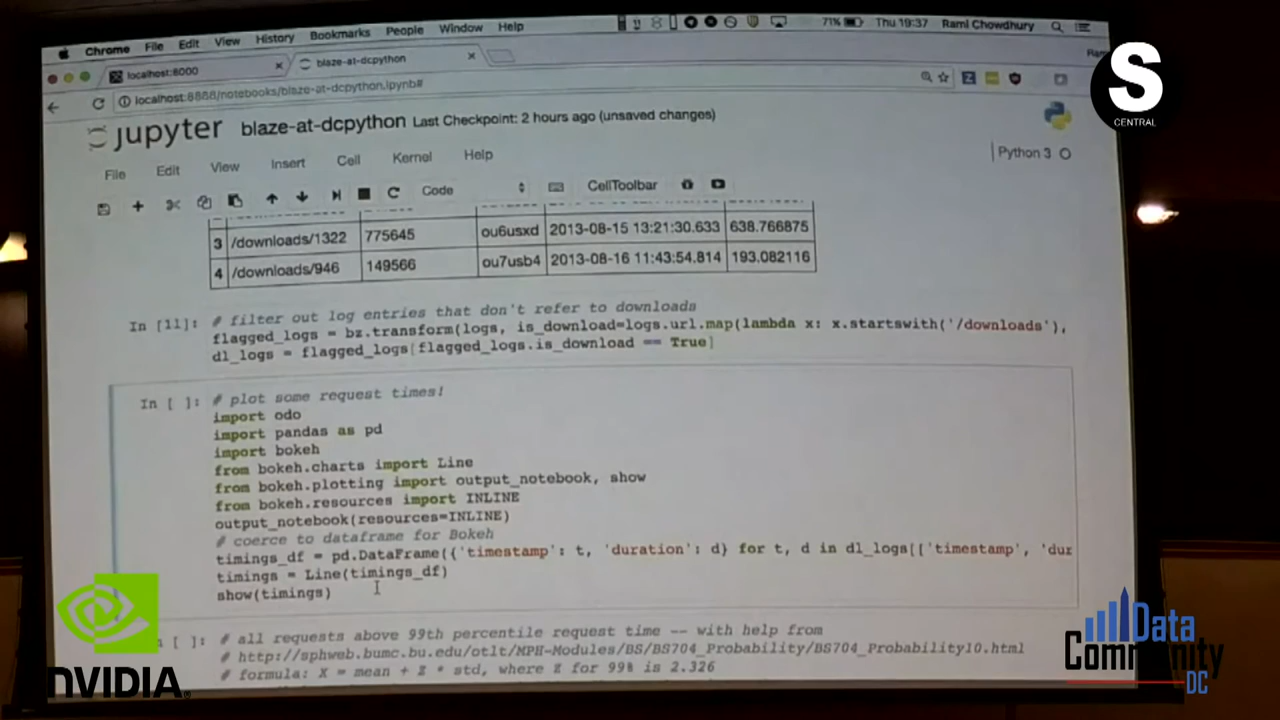 Chrome File Edit View History Bookmarks People Window Help 71% Thu 19:37 Rami Chowdhury
localhost:8000 blaze-at-dcpython
localhost:8888/notebooks/blaze-at-dcpython.ipynb#
S
CENTRAL
jupyter blaze-at-dcpython Last Checkpoint: 2 hours ago (unsaved changes)
File Edit View Insert Cell Kernel Help Python 3
Code CellToolbar
3 /downloads/1322 775645 ou6usxd 2013-08-15 13:21:30.633 638.766875
4 /downloads/946 149566 ou7usb4 2013-08-16 11:43:54.814 193.082116
In [11]: # filter out log entries that don't refer to downloads
flagged_logs = bz.transform(logs, is_download=logs.url.map(lambda x: x.startswith('/downloads'),
dl_logs = flagged_logs[flagged_logs.is_download == True]
In [ ]: # plot some request times!
import odo
import pandas as pd
import bokeh
from bokeh.charts import Line
from bokeh.plotting import output_notebook, show
from bokeh.resources import INLINE
output_notebook(resources=INLINE)
# coerce to dataframe for Bokeh
timings_df = pd.DataFrame({'timestamp': t, 'duration': d} for t, d in dl_logs[['timestamp', 'dur
timings = Line(timings_df)
show(timings)
In [ ]: # all requests above 99th percentile request time -- with help from
# http://sphweb.bumc.bu.edu/otlt/MPH-Modules/BS/BS704_Probability/BS704_Probability10.html
# formula: X = mean + Z * std, where Z for 99% is 2.326
NVIDIA
Data
Community
DC